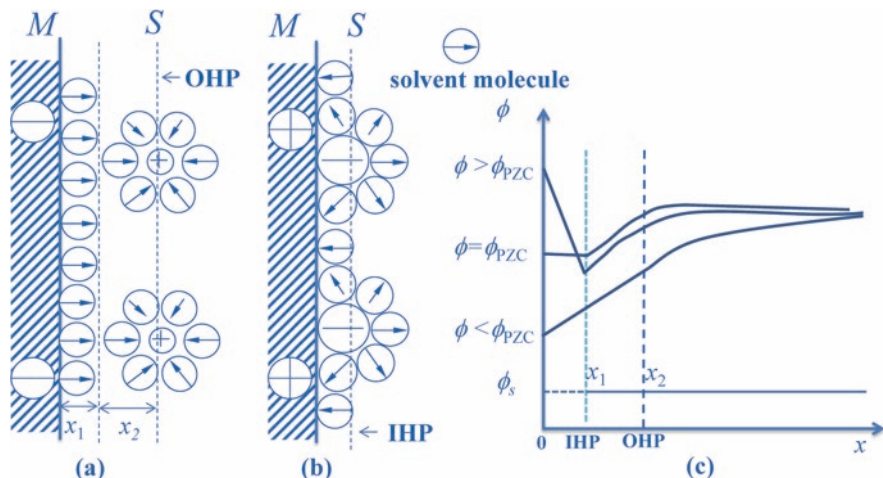 M S
OHP
x₁ x₂
(a)
M S
IHP
(b)
solvent molecule
ϕ
ϕ > ϕPZC
ϕ = ϕPZC
ϕ < ϕPZC
ϕs
x₁ x₂
0 IHP OHP x
(c)